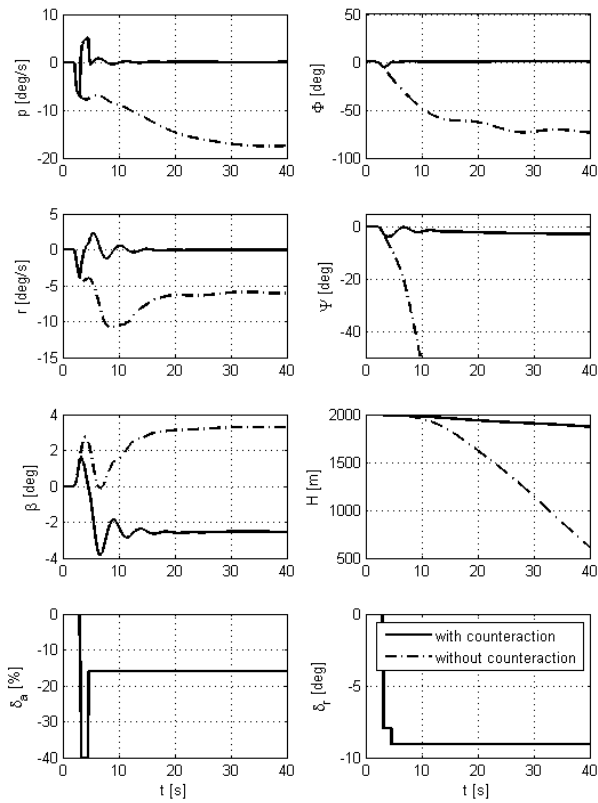 10
0
-10
-20
p [deg/s]
0 10 20 30 40
50
0
-50
-100
Φ [deg]
0 10 20 30 40
5
0
-5
-10
-15
r [deg/s]
0 10 20 30 40
0
-20
-40
Ψ [deg]
0 10 20 30 40
4
2
0
-2
-4
β [deg]
0 10 20 30 40
2000
1500
1000
500
H [m]
0 10 20 30 40
0
-10
-20
-30
-40
δa [%]
0 10 20 30 40
t [s]
0
-5
-10
δr [deg]
with counteraction
without counteraction
0 10 20 30 40
t [s]